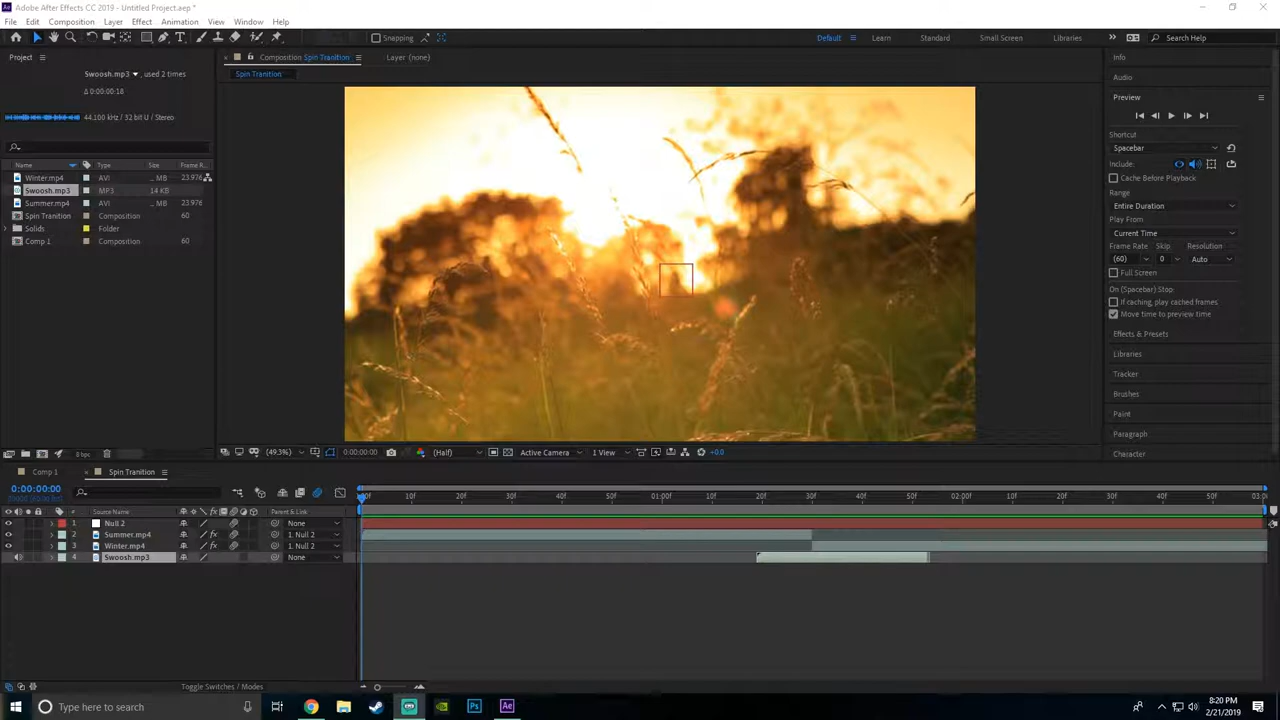 Adobe After Effects CC 2019 - Untitled Project.aep *
File Edit Composition Layer Effect Animation View Window Help
Snapping
Default Learn Standard Small Screen Libraries Search Help
Project
Composition Spin Trantition Layer (none)
Spin Trantition
Swoosh.mp3 , used 2 times
Δ 0:00:00:18
44.100 kHz / 32 bit U / Stereo
Name Type Size Frame R...
Winter.mp4 AVI ... MB 23.976
Swoosh.mp3 MP3 14 KB
Summer.mp4 AVI ... MB 23.976
Spin Trantition Composition 60
Solids Folder
Comp 1 Composition 60
8 bpc
(49.3%) 0:00:00:00 (Half) Active Camera 1 View +0.0
Info
Audio
Preview
Shortcut
Spacebar
Include:
Cache Before Playback
Range
Entire Duration
Play From
Current Time
Frame Rate Skip Resolution
(60) 0 Auto
Full Screen
On (Spacebar) Stop:
If caching, play cached frames
Move time to preview time
Effects & Presets
Libraries
Tracker
Brushes
Paint
Paragraph
Character
Comp 1 Spin Trantition
0:00:00:00
10f 20f 30f 40f 50f 01:00f 10f 20f 30f 40f 50f 02:00f 10f 20f 30f 40f 50f
# Source Name Parent & Link
1 Null 2 None
2 Summer.mp4 1. Null 2
3 Winter.mp4 1. Null 2
4 Swoosh.mp3 None
Toggle Switches / Modes
Type here to search
8:20 PM
2/21/2019